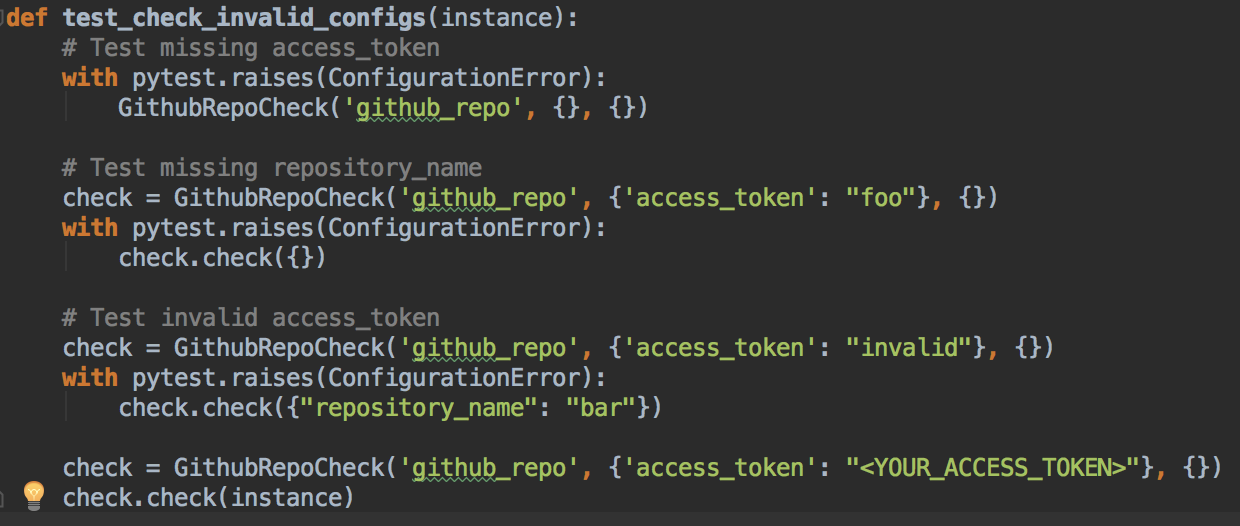 def test_check_invalid_configs(instance):
    # Test missing access_token
    with pytest.raises(ConfigurationError):
        GithubRepoCheck('github_repo', {}, {})

    # Test missing repository_name
    check = GithubRepoCheck('github_repo', {'access_token': "foo"}, {})
    with pytest.raises(ConfigurationError):
        check.check({})

    # Test invalid access_token
    check = GithubRepoCheck('github_repo', {'access_token': "invalid"}, {})
    with pytest.raises(ConfigurationError):
        check.check({"repository_name": "bar"})

    check = GithubRepoCheck('github_repo', {'access_token': "<YOUR_ACCESS_TOKEN>"}, {})
    check.check(instance)